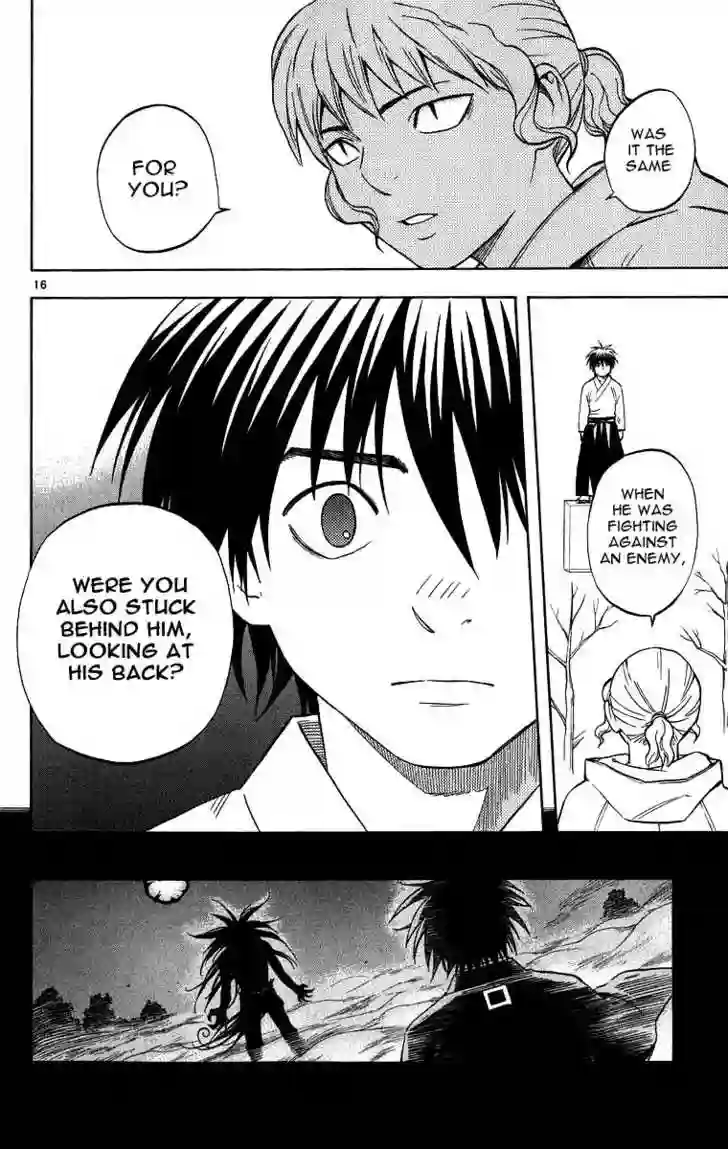 WAS
IT THE
SAME
FOR
YOU?
16
WHEN
HE WAS
FIGHTING
AGAINST
AN ENEMY,
WERE YOU
ALSO STUCK
BEHIND HIM,
LOOKING AT
HIS BACK?